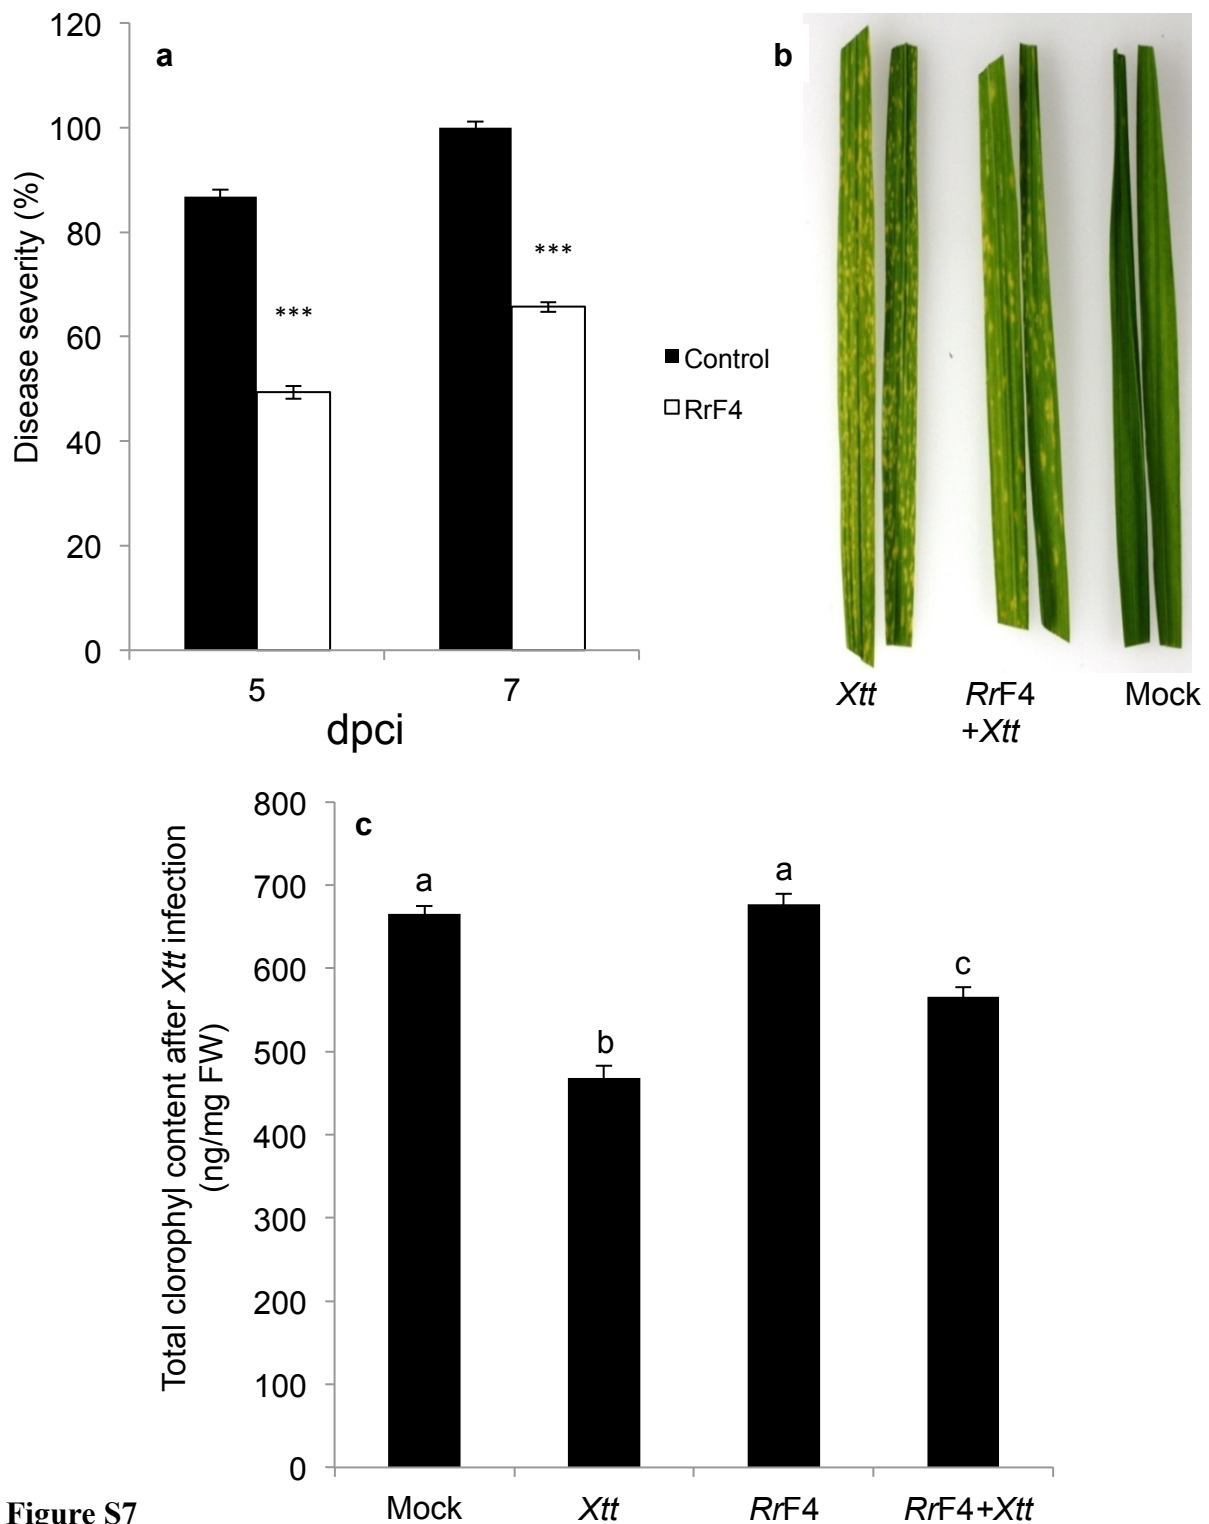 a
Disease severity (%)
120
100
80
60
40
20
0
***
***
5
7
dpci
Control
RrF4
b
Xtt
RrF4
+Xtt
Mock
c
Total clorophyl content after Xtt infection
(ng/mg FW)
800
700
600
500
400
300
200
100
0
a
b
a
c
Mock
Xtt
RrF4
RrF4+Xtt
Figure S7